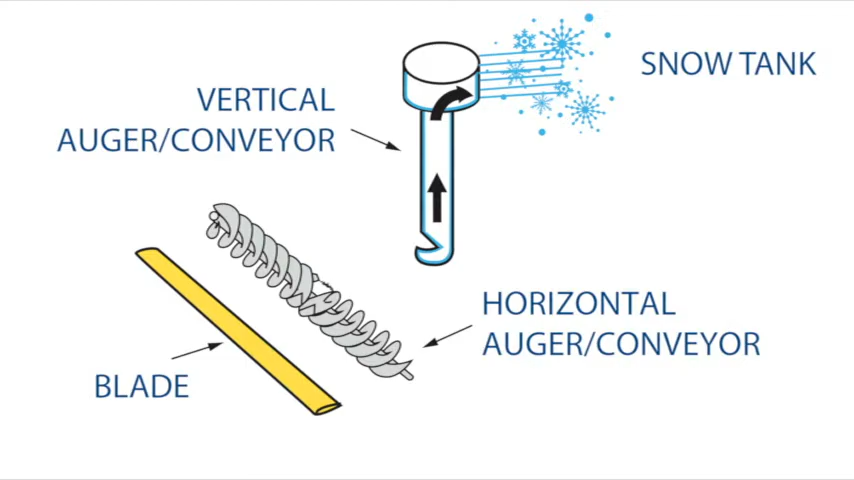 SNOW TANK
VERTICAL
AUGER/CONVEYOR
HORIZONTAL
AUGER/CONVEYOR
BLADE